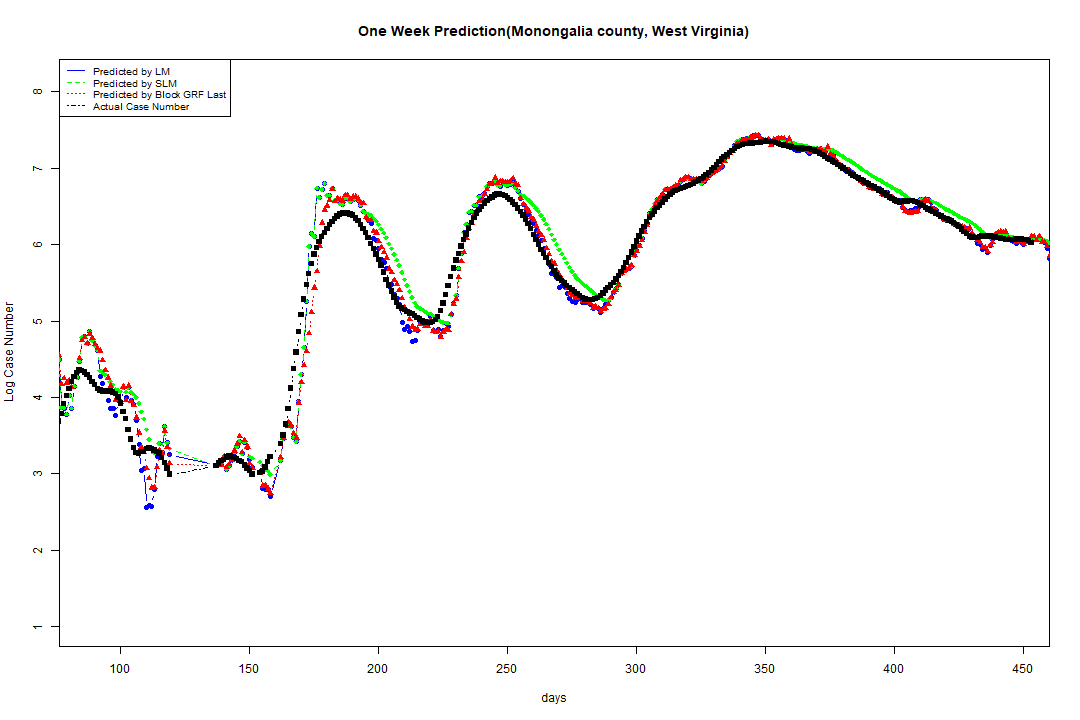 One Week Prediction(Monongalia county, West Virginia)
Predicted by LM
Predicted by SLM
Predicted by Block GRF Last
Actual Case Number
8
7
6
5
4
3
2
1
Log Case Number
100 150 200 250 300 350 400 450
days